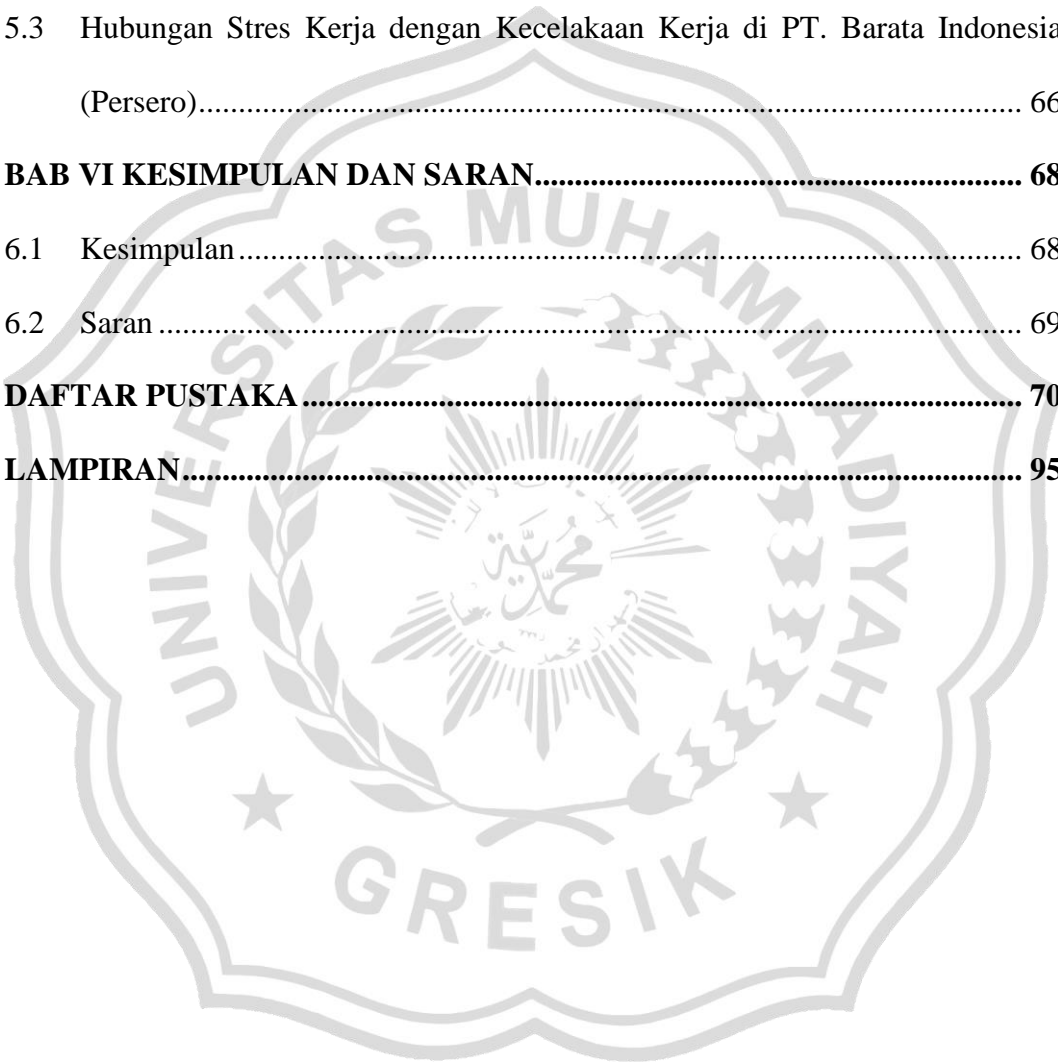 5.3 Hubungan Stres Kerja dengan Kecelakaan Kerja di PT. Barata Indonesia
(Persero)........................................................................................................ 66
BAB VI KESIMPULAN DAN SARAN............................................................. 68
6.1 Kesimpulan.................................................................................................. 68
6.2 Saran............................................................................................................ 69
DAFTAR PUSTAKA.......................................................................................... 70
LAMPIRAN......................................................................................................... 95
UNIVERSITAS MUHAMMADIYAH
GRESIK